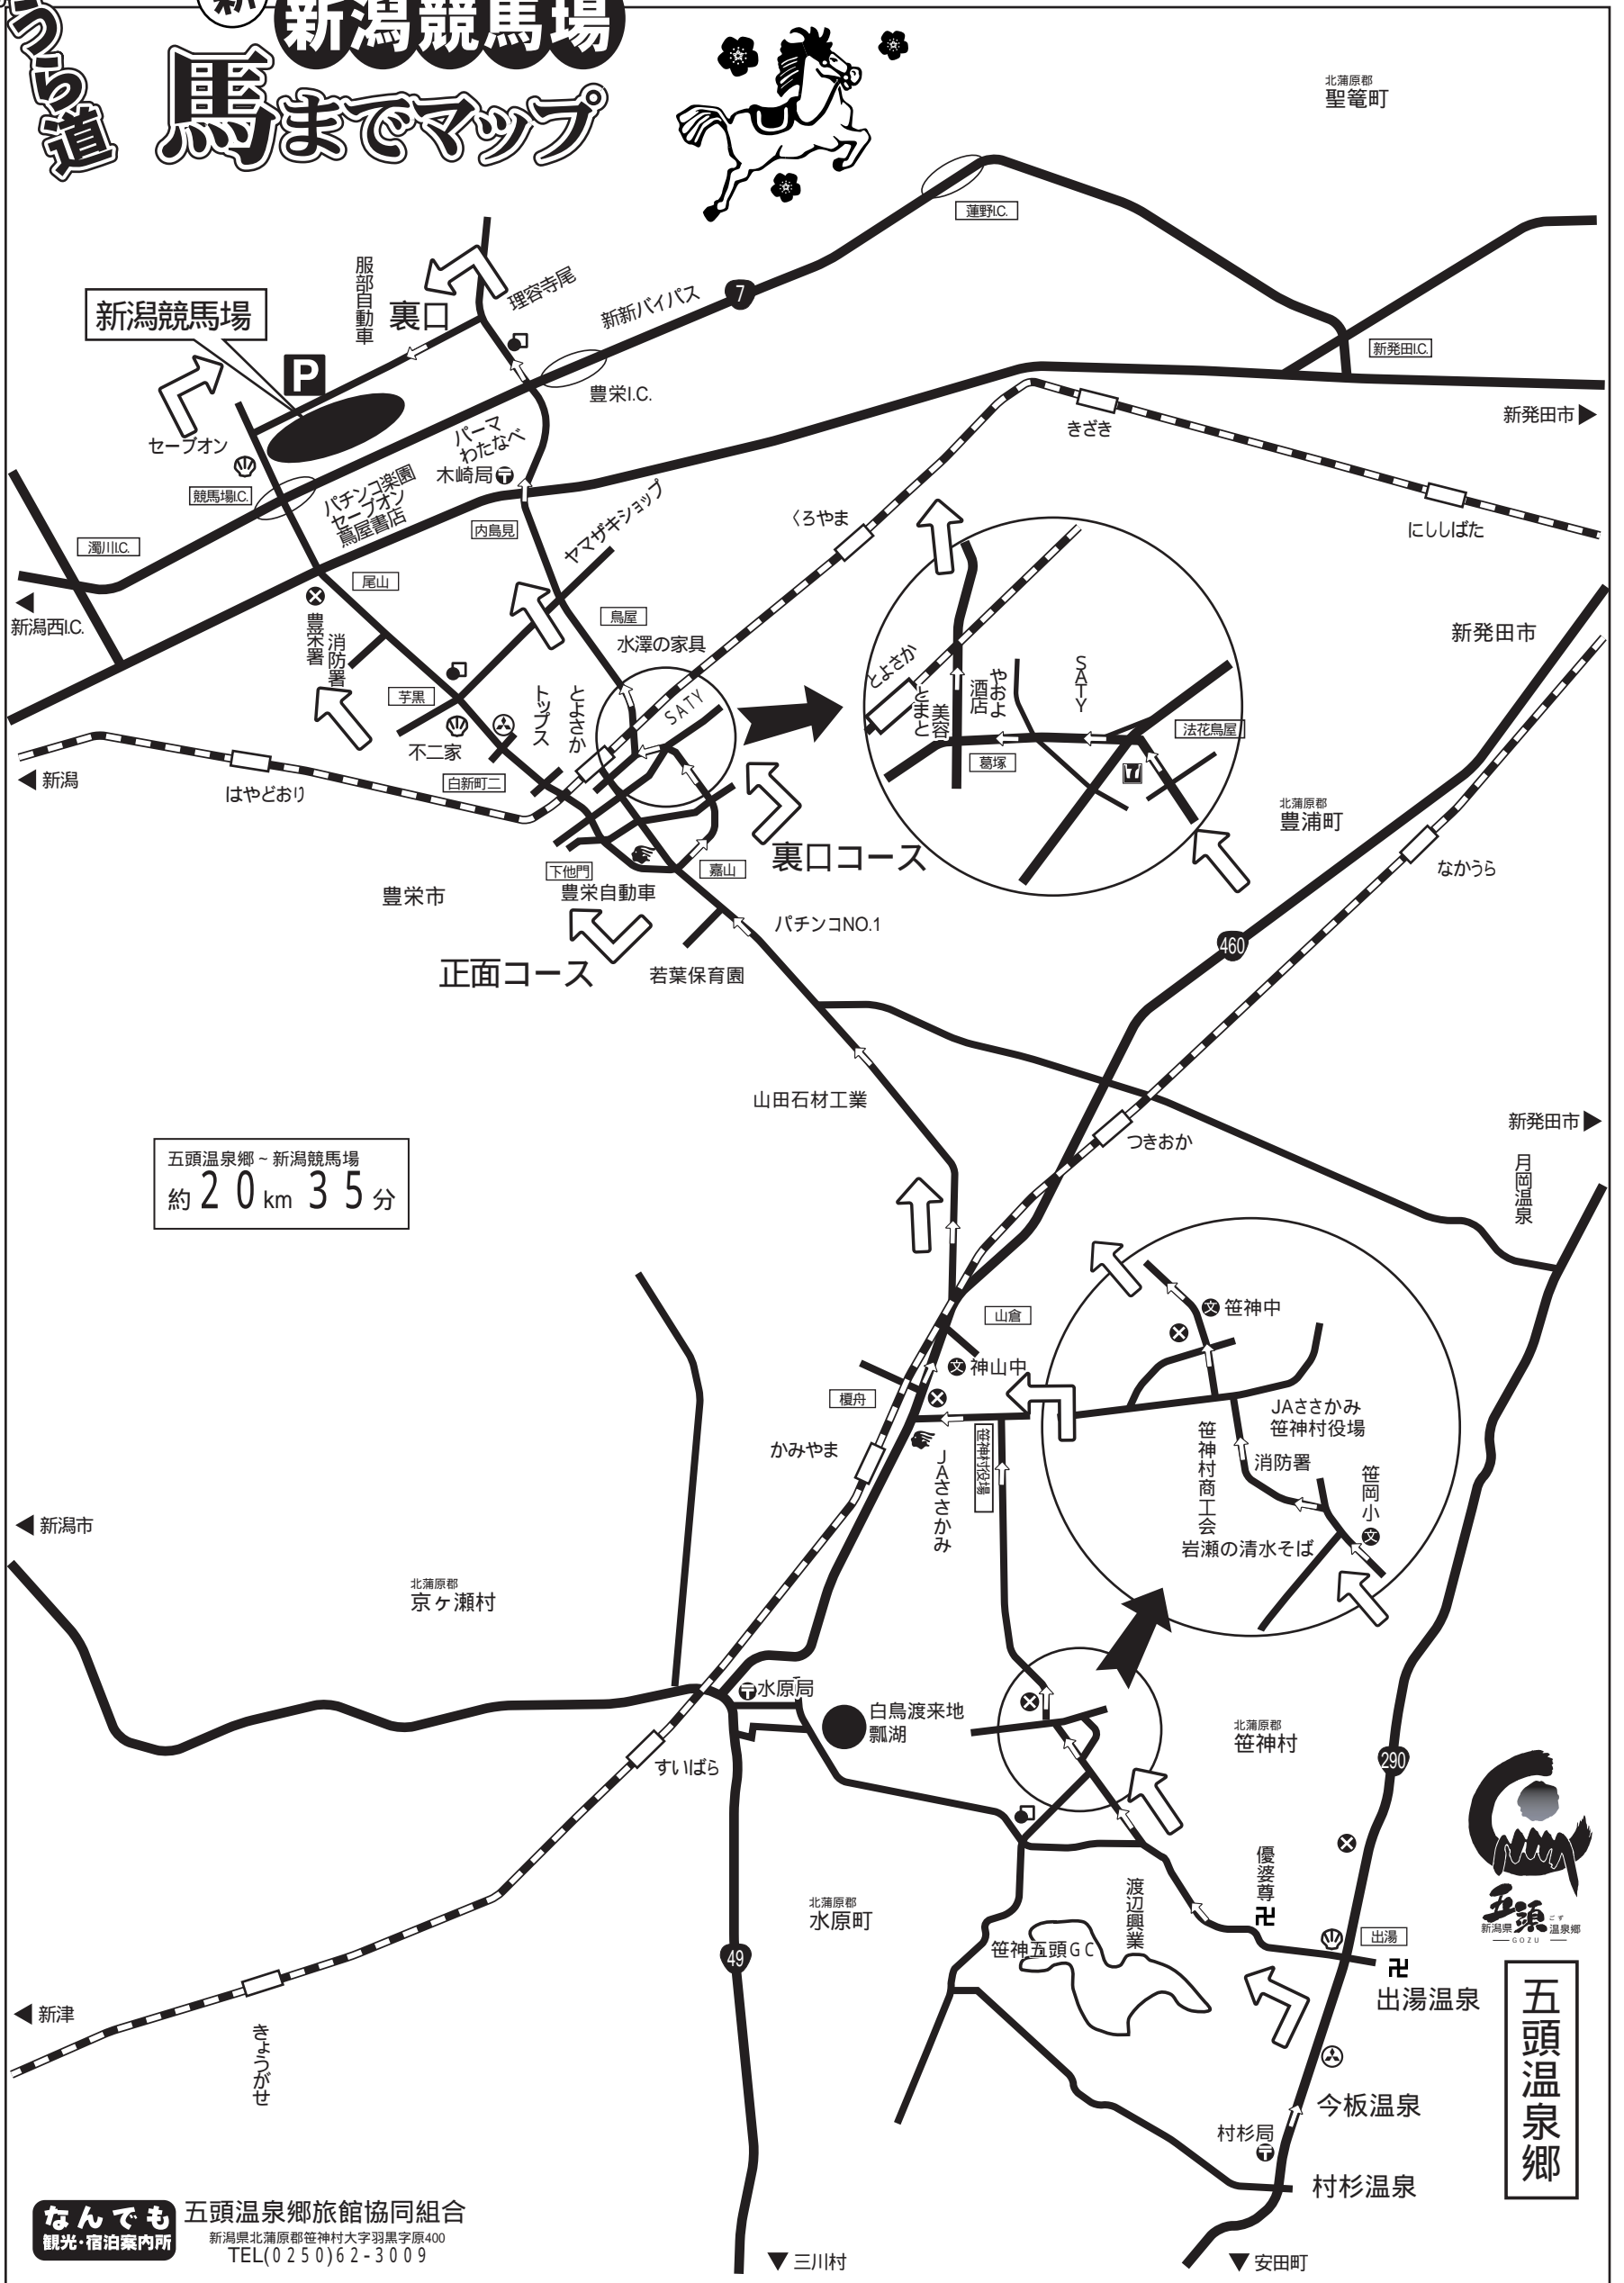 うら道
新
新潟競馬場
馬までマップ
北蒲原郡
聖篭町
蓮野I.C.
服部自動車
理容寺尾
裏口
新新バイパス
7
新潟競馬場
P
豊栄I.C.
新発田I.C.
新発田市
セーブオン
パーマ
わたなべ
木崎局
きざき
競馬場I.C.
パチンコ楽園
セーブオン
蔦屋書店
内島見
ヤマザキショップ
くろやま
にししばた
濁川I.C.
尾山
新潟西I.C.
豊栄署
消防署
鳥屋
水澤の家具
新発田市
とよさか
とまと
美容
酒店
やおよ
SATY
法花鳥屋
葛塚
7
芋黒
トップス
とよさか
SATY
不二家
白新町二
新潟
はやどおり
北蒲原郡
豊浦町
なかうら
裏口コース
下他門
嘉山
豊栄自動車
豊栄市
パチンコNO.1
正面コース
若葉保育園
460
山田石材工業
つきおか
新発田市
月岡温泉
五頭温泉郷～新潟競馬場
約20km 35分
山倉
文 笹神中
文 神山中
榎舟
JAささかみ
笹神村役場
かみやま
JAささかみ
笹神村役場
笹神村商工会
消防署
笹岡小
文
岩瀬の清水そば
新潟市
北蒲原郡
京ヶ瀬村
水原局
白鳥渡来地
瓢湖
北蒲原郡
笹神村
290
すいばら
優婆尊
渡辺興業
北蒲原郡
水原町
笹神五頭GC
49
出湯
五頭
ごず
新潟県
温泉郷
GOZU
出湯温泉
五頭温泉郷
新津
きょうがせ
今板温泉
村杉局
村杉温泉
なんでも
観光・宿泊案内所
五頭温泉郷旅館協同組合
新潟県北蒲原郡笹神村大字羽黒字原400
TEL(0250)62-3009
三川村
安田町